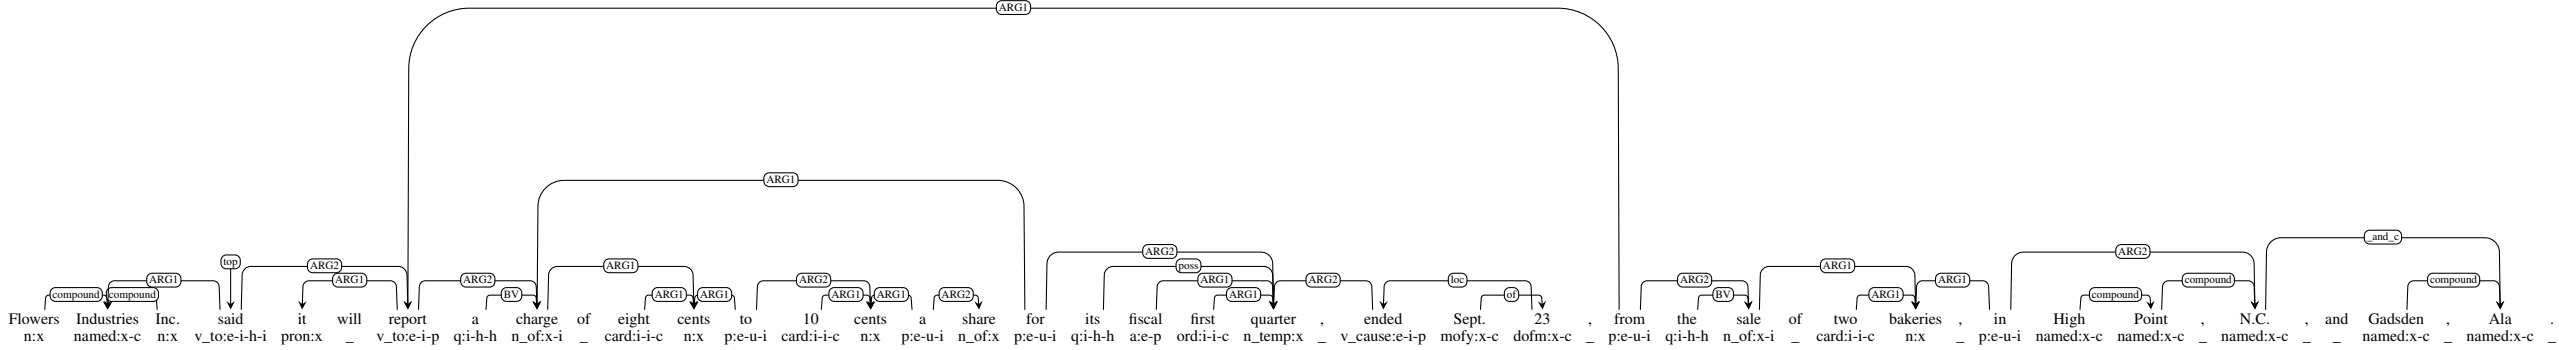 ARG1
ARG1
_and_c
ARG2 ARG2
top ARG2 ARG1 poss ARG1
ARG1 ARG1 ARG2 ARG2 ARG1 ARG2 loc ARG2 ARG1 compound compound
compound compound BV ARG1 ARG1 ARG1 ARG1 ARG2 ARG1 of BV ARG1 compound
Flowers Industries Inc. said it will report a charge of eight cents to 10 cents a share for its fiscal first quarter , ended Sept. 23 , from the sale of two bakeries , in High Point , N.C. , and Gadsden , Ala .
n:x named:x-c n:x v_to:e-i-h-i pron:x _ v_to:e-i-p q:i-h-h n_of:x-i _ card:i-i-c n:x p:e-u-i card:i-i-c n:x p:e-u-i n_of:x p:e-u-i q:i-h-h a:e-p ord:i-i-c n_temp:x _ v_cause:e-i-p mofy:x-c dofm:x-c _ p:e-u-i q:i-h-h n_of:x-i _ card:i-i-c n:x _ p:e-u-i named:x-c named:x-c _ named:x-c _ _ named:x-c _ named:x-c _